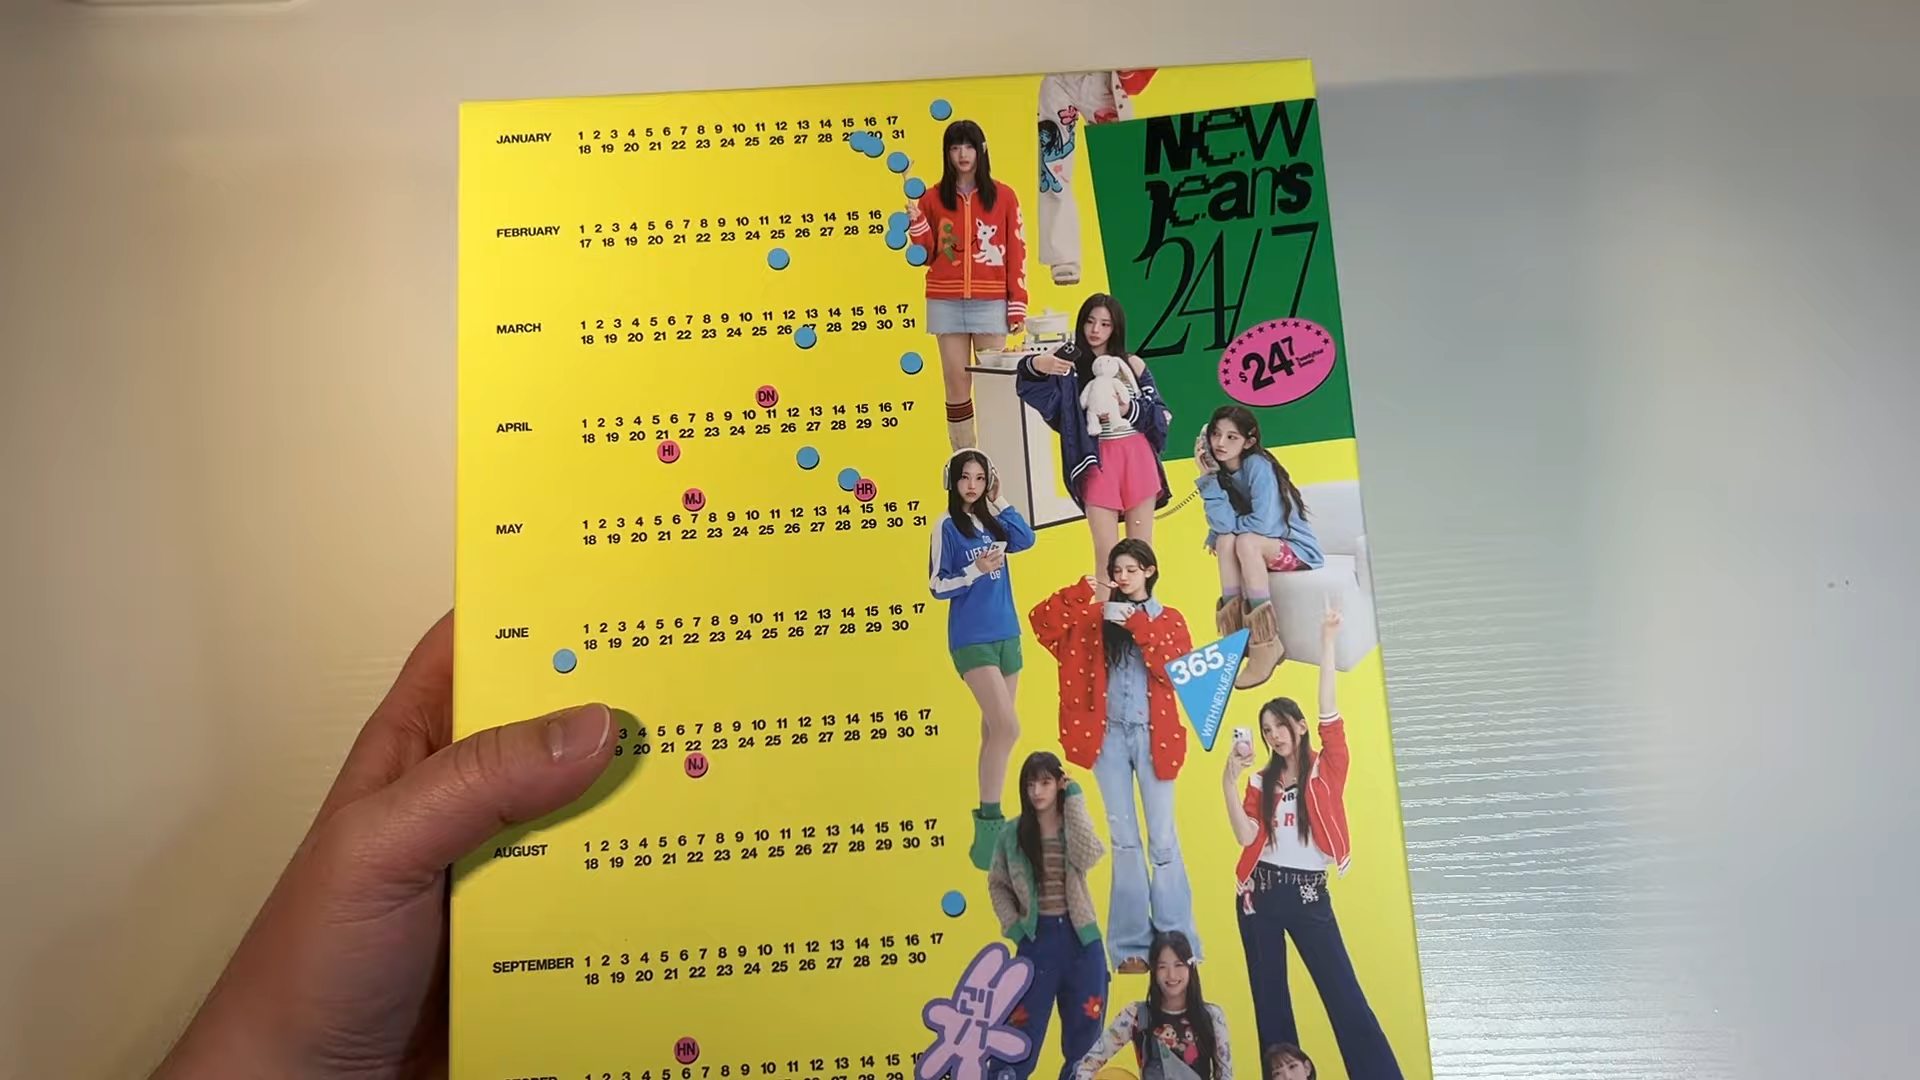 JANUARY 1 2 3 4 5 6 7 8 9 10 11 12 13 14 15 16 17
18 19 20 21 22 23 24 25 26 27 28 31
FEBRUARY 1 2 3 4 5 6 7 8 9 10 11 12 13 14 15 16
17 18 19 20 21 22 23 24 25 26 27 28 29
MARCH 1 2 3 4 5 6 7 8 9 10 11 12 13 14 15 16 17
18 19 20 21 22 23 24 25 26 27 28 29 30 31
DN
APRIL 1 2 3 4 5 6 7 8 9 10 11 12 13 14 15 16 17
18 19 20 21 22 23 24 25 26 27 28 29 30
HI
MJ
HR
MAY 1 2 3 4 5 6 7 8 9 10 11 12 13 14 15 16 17
18 19 20 21 22 23 24 25 26 27 28 29 30 31
JUNE 1 2 3 4 5 6 7 8 9 10 11 12 13 14 15 16 17
18 19 20 21 22 23 24 25 26 27 28 29 30
3 4 5 6 7 8 9 10 11 12 13 14 15 16 17
20 21 22 23 24 25 26 27 28 29 30 31
NJ
AUGUST 1 2 3 4 5 6 7 8 9 10 11 12 13 14 15 16 17
18 19 20 21 22 23 24 25 26 27 28 29 30 31
SEPTEMBER 1 2 3 4 5 6 7 8 9 10 11 12 13 14 15 16 17
18 19 20 21 22 23 24 25 26 27 28 29 30
HN
1 2 3 4 5 6 7 8 9 10 11 12 13 14 15
New
Jeans
24/7
$247
365
WITH NEWJEANS